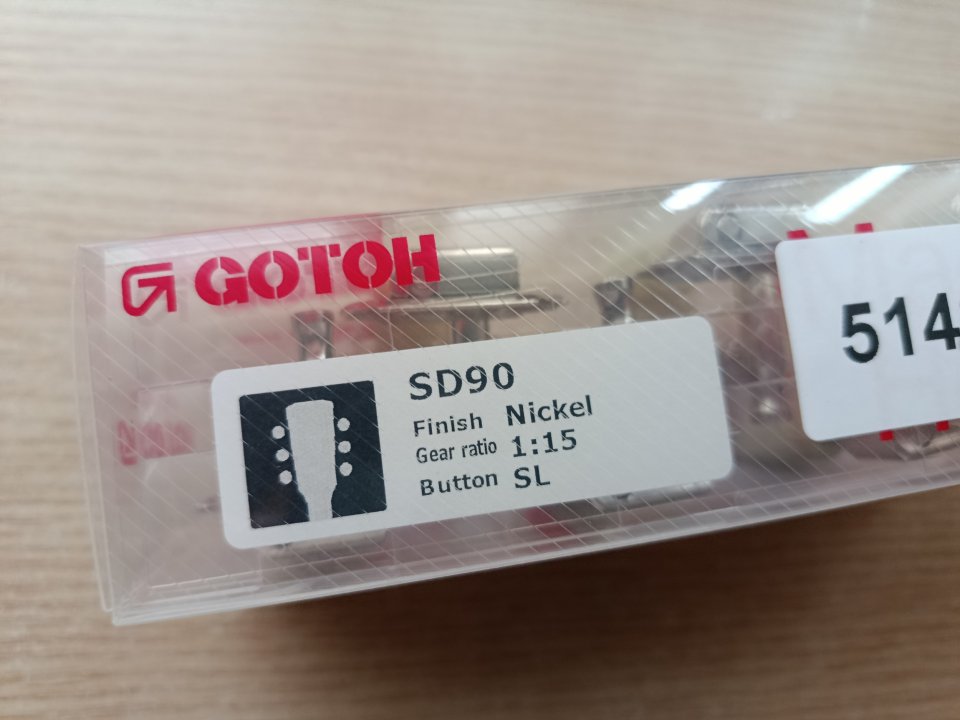 GOTOH
SD90
Finish Nickel
Gear ratio 1:15
Button SL
514